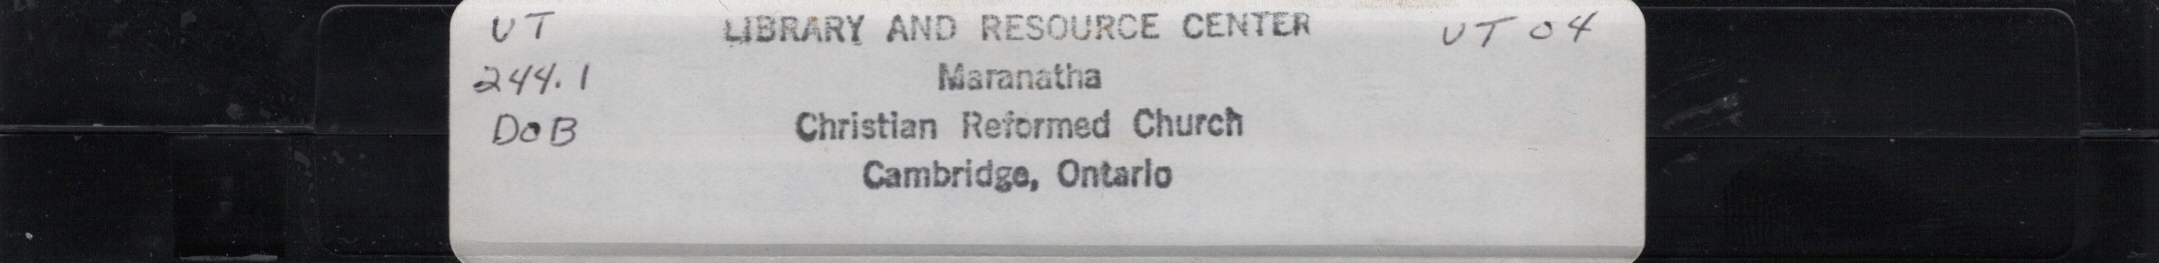 UT LIBRARY AND RESOURCE CENTER UT 04
244.1 Maranatha
DOB Christian Reformed Church
Cambridge, Ontario